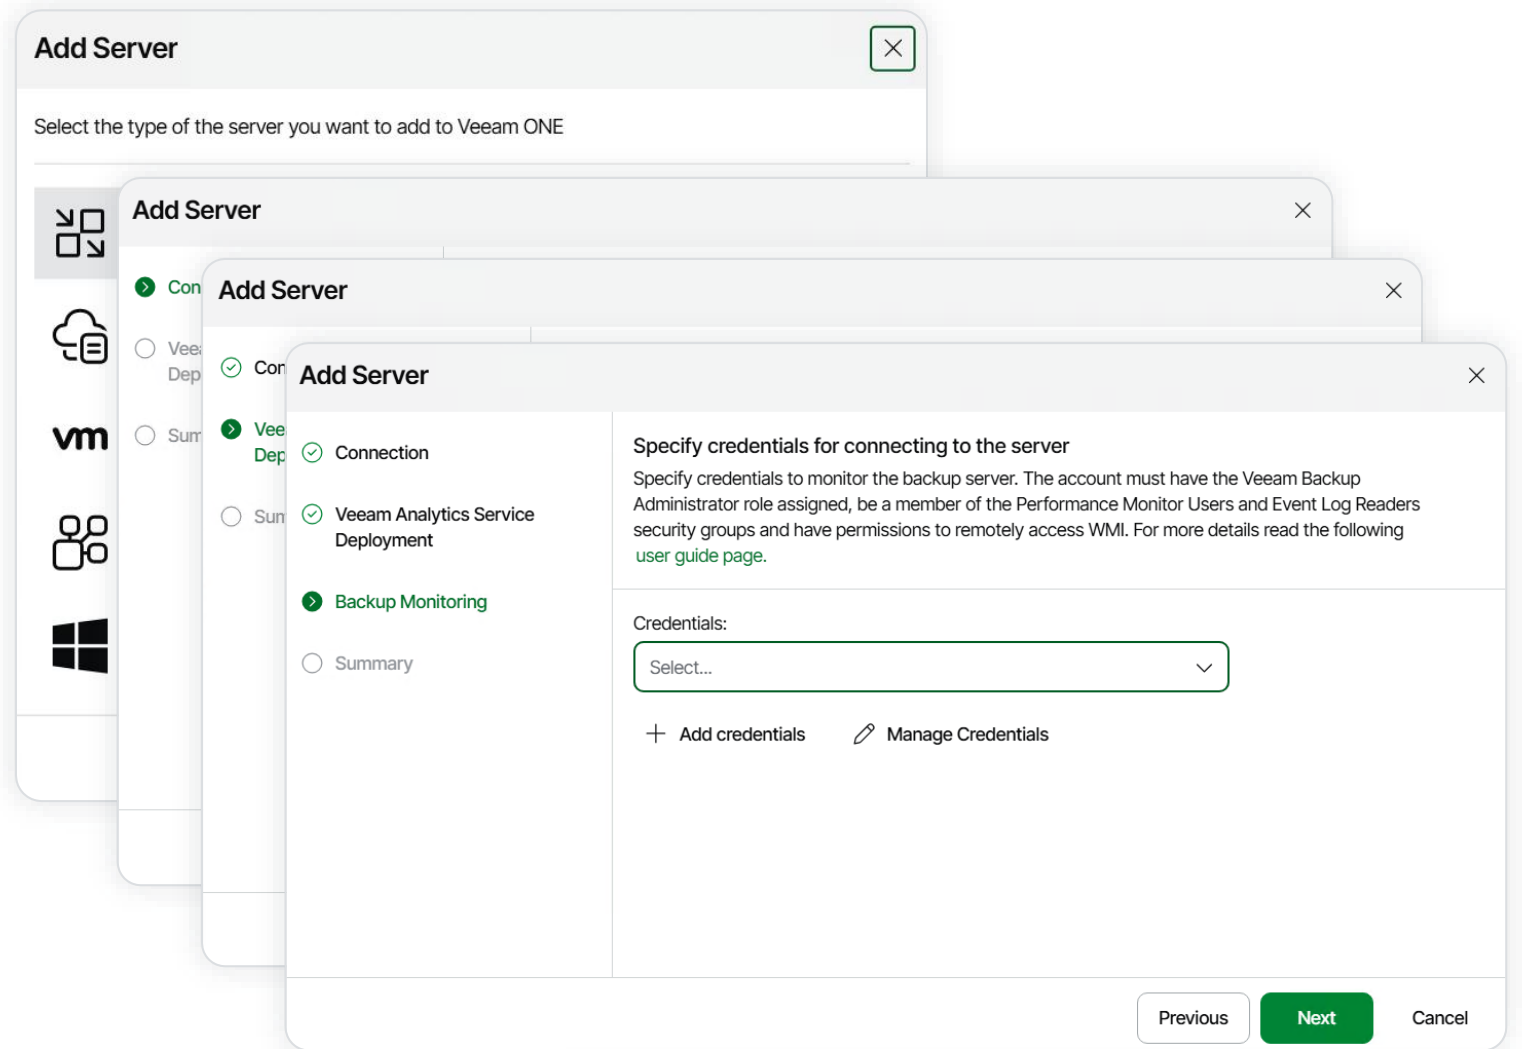 Add Server
Select the type of the server you want to add to Veeam ONE
vm
Add Server
Con
Vee
Dep
Sum
Add Server
Con
Vee
Dep
Sum
Add Server
Connection
Veeam Analytics Service
Deployment
Backup Monitoring
Summary
Specify credentials for connecting to the server
Specify credentials to monitor the backup server. The account must have the Veeam Backup
Administrator role assigned, be a member of the Performance Monitor Users and Event Log Readers
security groups and have permissions to remotely access WMI. For more details read the following
user guide page.
Credentials:
Select...
Add credentials
Manage Credentials
Previous
Next
Cancel